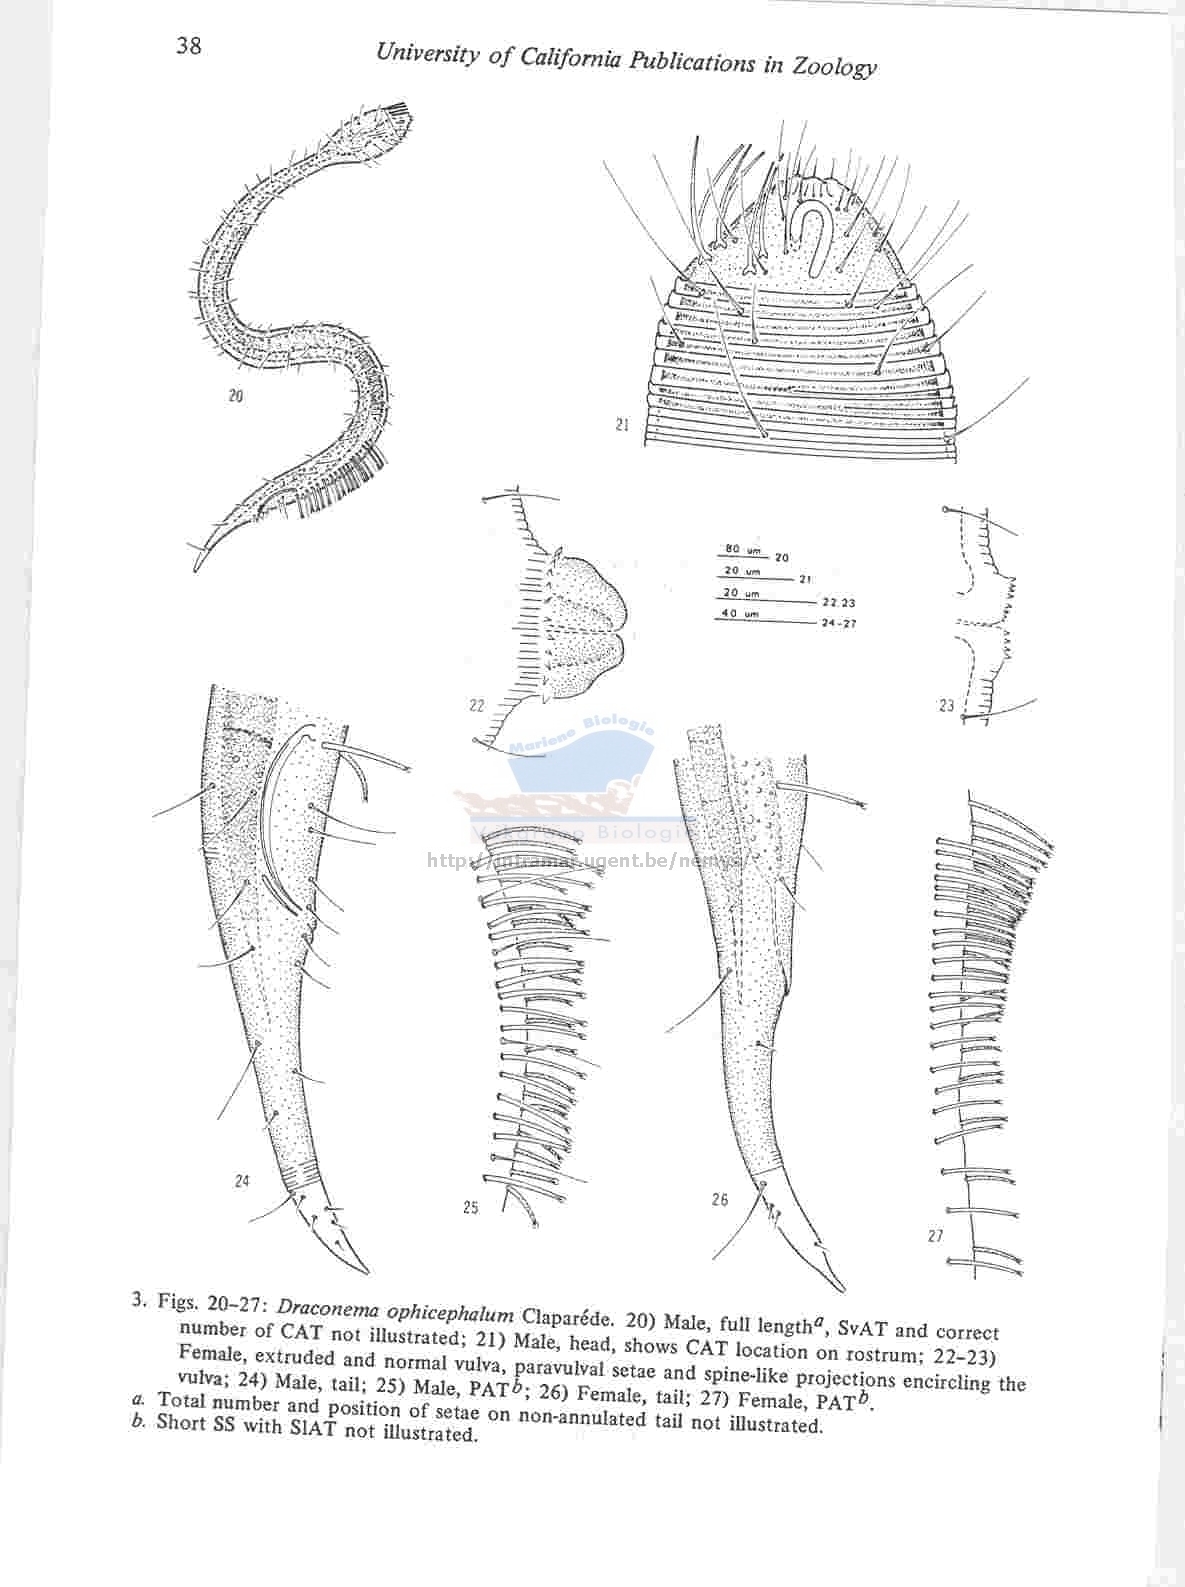 38
University of California Publications in Zoology
20
21
80 um 20
20 um 21
20 um 22.23
40 um 24-27
22
23
Mariene Biologie
Vakgroep Biologie
http://intramar.ugent.be/nemys/
24
25
26
27
3. Figs. 20–27: Draconema ophicephalum Claparéde. 20) Male, full lengthᵃ, SvAT and correct
number of CAT not illustrated; 21) Male, head, shows CAT location on rostrum; 22–23)
Female, extruded and normal vulva, paravulval setae and spine-like projections encircling the
vulva; 24) Male, tail; 25) Male, PATᵇ; 26) Female, tail; 27) Female, PATᵇ.
a. Total number and position of setae on non-annulated tail not illustrated.
b. Short SS with SlAT not illustrated.